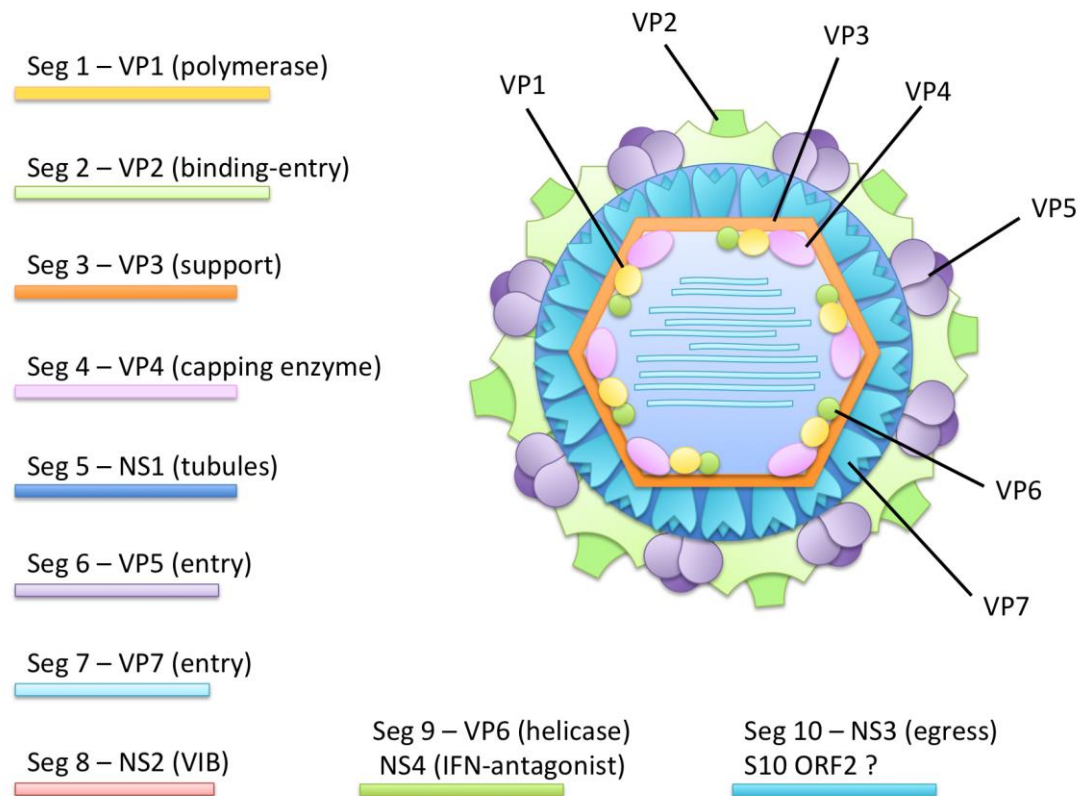 Seg 1 – VP1 (polymerase)
Seg 2 – VP2 (binding-entry)
Seg 3 – VP3 (support)
Seg 4 – VP4 (capping enzyme)
Seg 5 – NS1 (tubules)
Seg 6 – VP5 (entry)
Seg 7 – VP7 (entry)
Seg 8 – NS2 (VIB)
Seg 9 – VP6 (helicase)
NS4 (IFN-antagonist)
Seg 10 – NS3 (egress)
S10 ORF2 ?
VP1
VP2
VP3
VP4
VP5
VP6
VP7